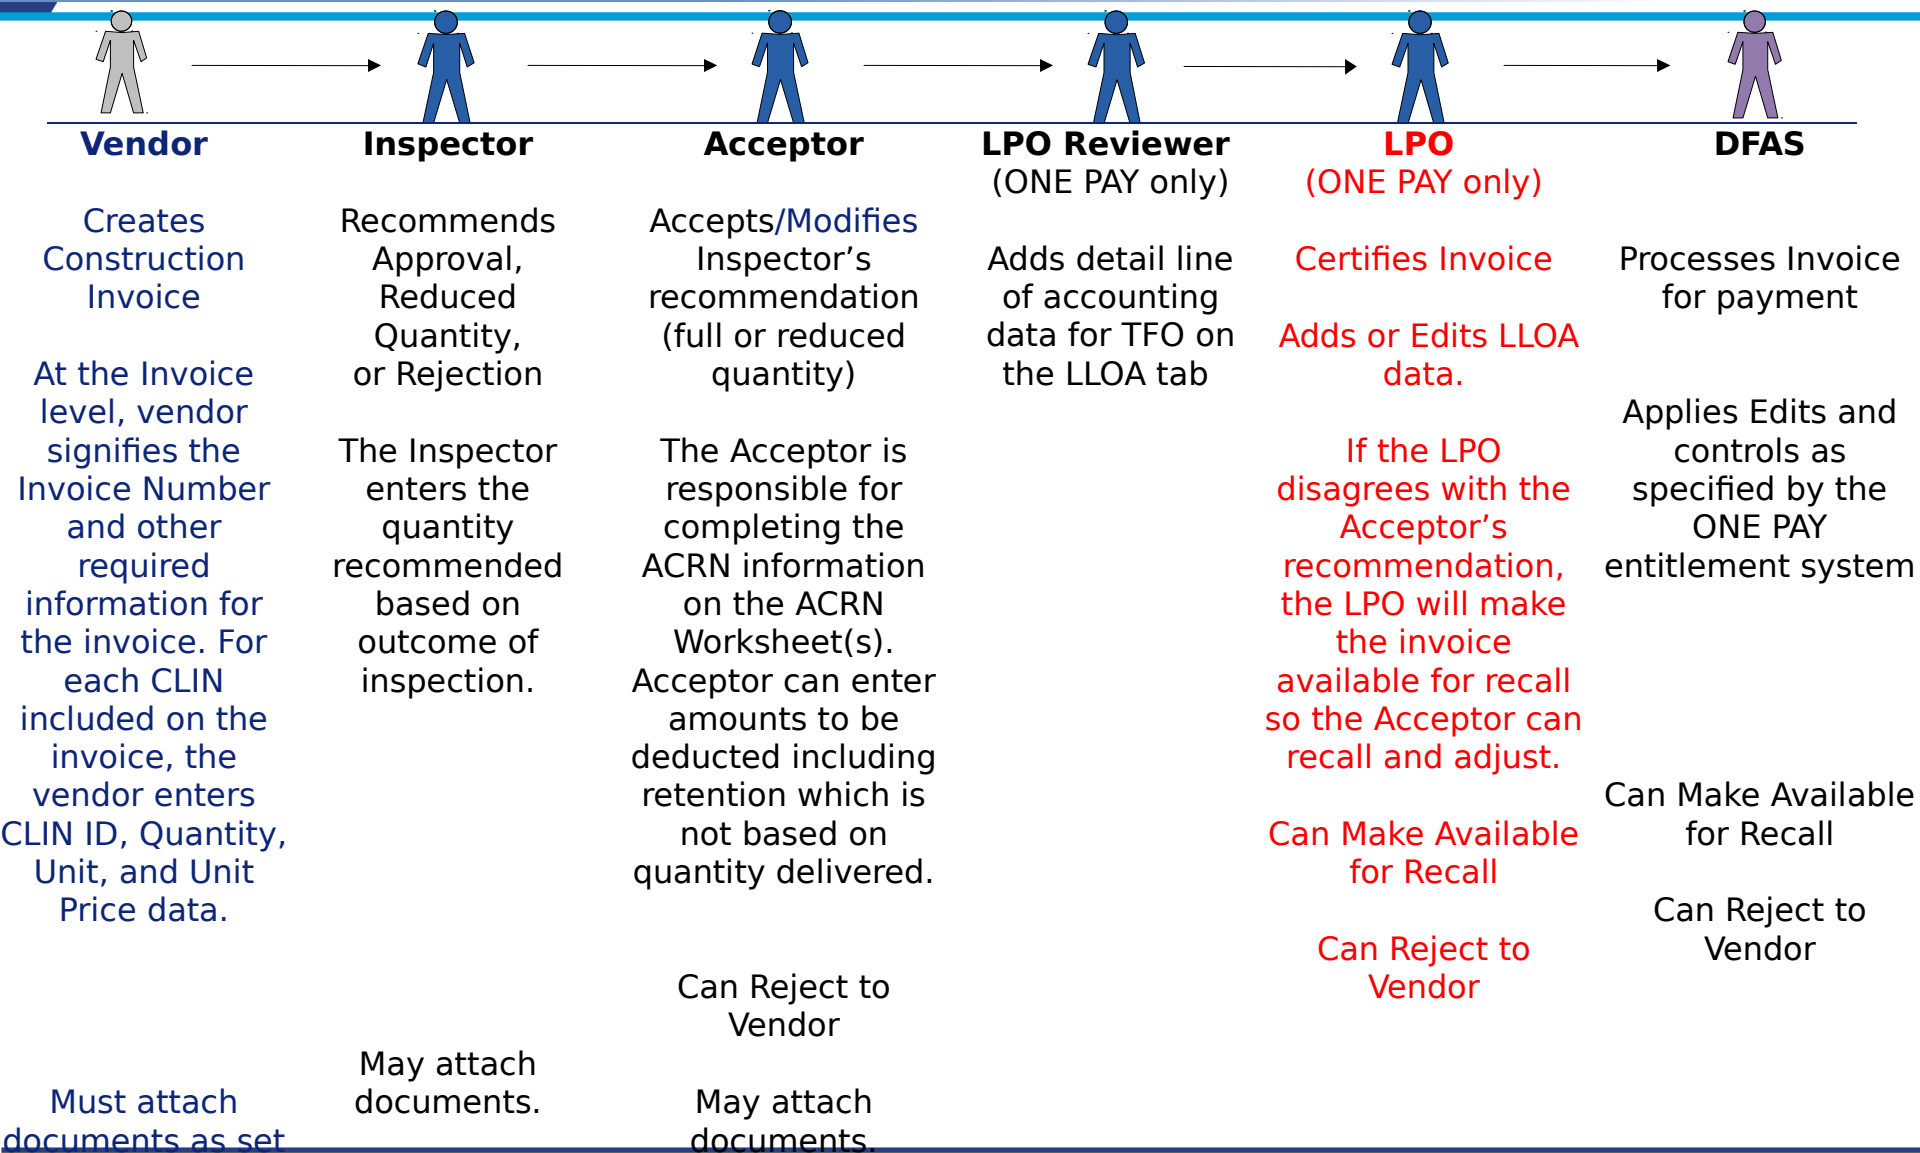 Vendor
Creates
Construction
Invoice
At the Invoice
level, vendor
signifies the
Invoice Number
and other
required
information for
the invoice. For
each CLIN
included on the
invoice, the
vendor enters
CLIN ID, Quantity,
Unit, and Unit
Price data.
Must attach
documents as set
Inspector
Recommends
Approval,
Reduced
Quantity,
or Rejection
The Inspector
enters the
quantity
recommended
based on
outcome of
inspection.
May attach
documents.
Acceptor
Accepts/Modifies
Inspector’s
recommendation
(full or reduced
quantity)
The Acceptor is
responsible for
completing the
ACRN information
on the ACRN
Worksheet(s).
Acceptor can enter
amounts to be
deducted including
retention which is
not based on
quantity delivered.
Can Reject to
Vendor
May attach
documents.
LPO Reviewer
(ONE PAY only)
Adds detail line
of accounting
data for TFO on
the LLOA tab
LPO
(ONE PAY only)
Certifies Invoice
Adds or Edits LLOA
data.
If the LPO
disagrees with the
Acceptor’s
recommendation,
the LPO will make
the invoice
available for recall
so the Acceptor can
recall and adjust.
Can Make Available
for Recall
Can Reject to
Vendor
DFAS
Processes Invoice
for payment
Applies Edits and
controls as
specified by the
ONE PAY
entitlement system
Can Make Available
for Recall
Can Reject to
Vendor